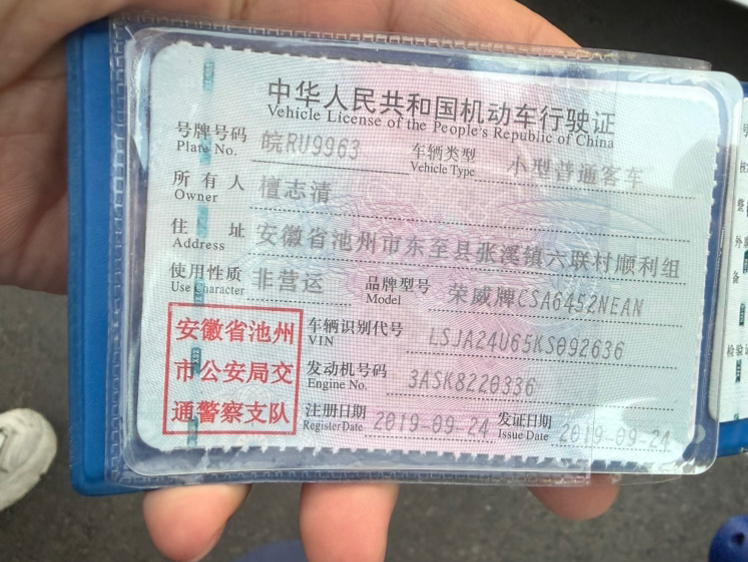 中华人民共和国机动车行驶证
Vehicle License of the People's Republic of China
号牌号码 皖RU9963 车辆类型 小型普通客车
Plate No. Vehicle Type
所有人 檀志清
Owner
住址 安徽省池州市东至县张溪镇六联村顺利组
Address
使用性质 非营运 品牌型号 荣威牌CSA6452NEAN
Use Character Model
安徽省池州
市公安局交
通警察支队
车辆识别代号 LSJA24U65KS092636
VIN
发动机号码 3ASK8220336
Engine No.
注册日期 2019-09-24 发证日期 2019-09-24
Register Date Issue Date